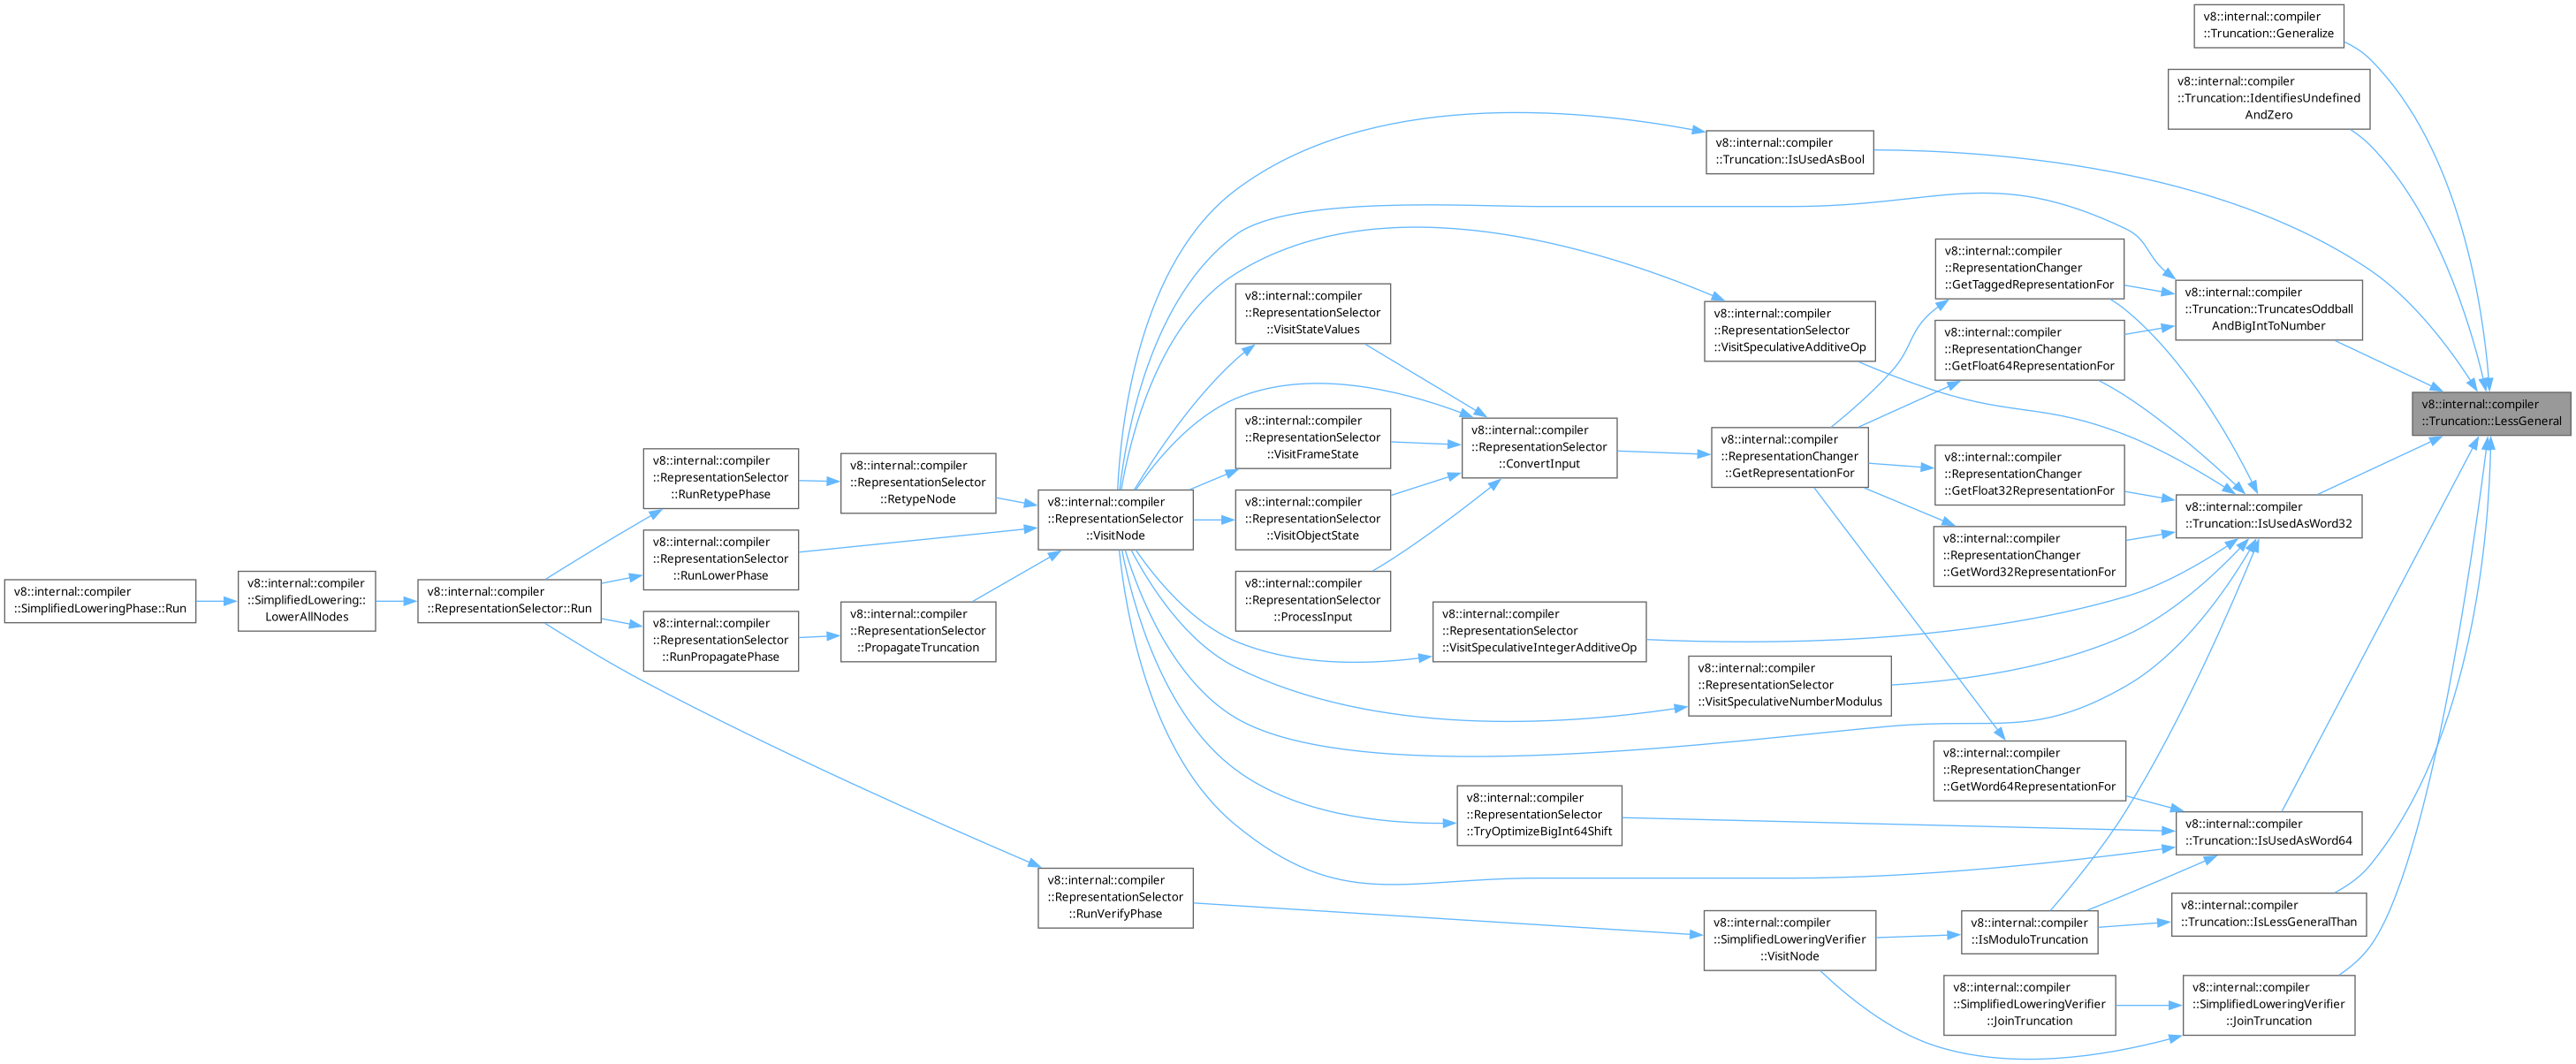 v8::internal::compiler
::Truncation::Generalize
v8::internal::compiler
::Truncation::IdentifiesUndefined
AndZero
v8::internal::compiler
::Truncation::IsUsedAsBool
v8::internal::compiler
::RepresentationChanger
::GetTaggedRepresentationFor
v8::internal::compiler
::Truncation::TruncatesOddball
AndBigIntToNumber
v8::internal::compiler
::RepresentationSelector
::VisitStateValues
v8::internal::compiler
::RepresentationSelector
::VisitSpeculativeAdditiveOp
v8::internal::compiler
::RepresentationChanger
::GetFloat64RepresentationFor
v8::internal::compiler
::Truncation::LessGeneral
v8::internal::compiler
::RepresentationSelector
::VisitFrameState
v8::internal::compiler
::RepresentationSelector
::ConvertInput
v8::internal::compiler
::RepresentationChanger
::GetRepresentationFor
v8::internal::compiler
::RepresentationChanger
::GetFloat32RepresentationFor
v8::internal::compiler
::RepresentationSelector
::RunRetypePhase
v8::internal::compiler
::RepresentationSelector
::RetypeNode
v8::internal::compiler
::RepresentationSelector
::VisitNode
v8::internal::compiler
::RepresentationSelector
::VisitObjectState
v8::internal::compiler
::Truncation::IsUsedAsWord32
v8::internal::compiler
::RepresentationSelector
::RunLowerPhase
v8::internal::compiler
::RepresentationChanger
::GetWord32RepresentationFor
v8::internal::compiler
::SimplifiedLoweringPhase::Run
v8::internal::compiler
::SimplifiedLowering::
LowerAllNodes
v8::internal::compiler
::RepresentationSelector::Run
v8::internal::compiler
::RepresentationSelector
::ProcessInput
v8::internal::compiler
::RepresentationSelector
::RunPropagatePhase
v8::internal::compiler
::RepresentationSelector
::PropagateTruncation
v8::internal::compiler
::RepresentationSelector
::VisitSpeculativeIntegerAdditiveOp
v8::internal::compiler
::RepresentationSelector
::VisitSpeculativeNumberModulus
v8::internal::compiler
::RepresentationChanger
::GetWord64RepresentationFor
v8::internal::compiler
::RepresentationSelector
::TryOptimizeBigInt64Shift
v8::internal::compiler
::Truncation::IsUsedAsWord64
v8::internal::compiler
::RepresentationSelector
::RunVerifyPhase
v8::internal::compiler
::SimplifiedLoweringVerifier
::VisitNode
v8::internal::compiler
::IsModuloTruncation
v8::internal::compiler
::Truncation::IsLessGeneralThan
v8::internal::compiler
::SimplifiedLoweringVerifier
::JoinTruncation
v8::internal::compiler
::SimplifiedLoweringVerifier
::JoinTruncation